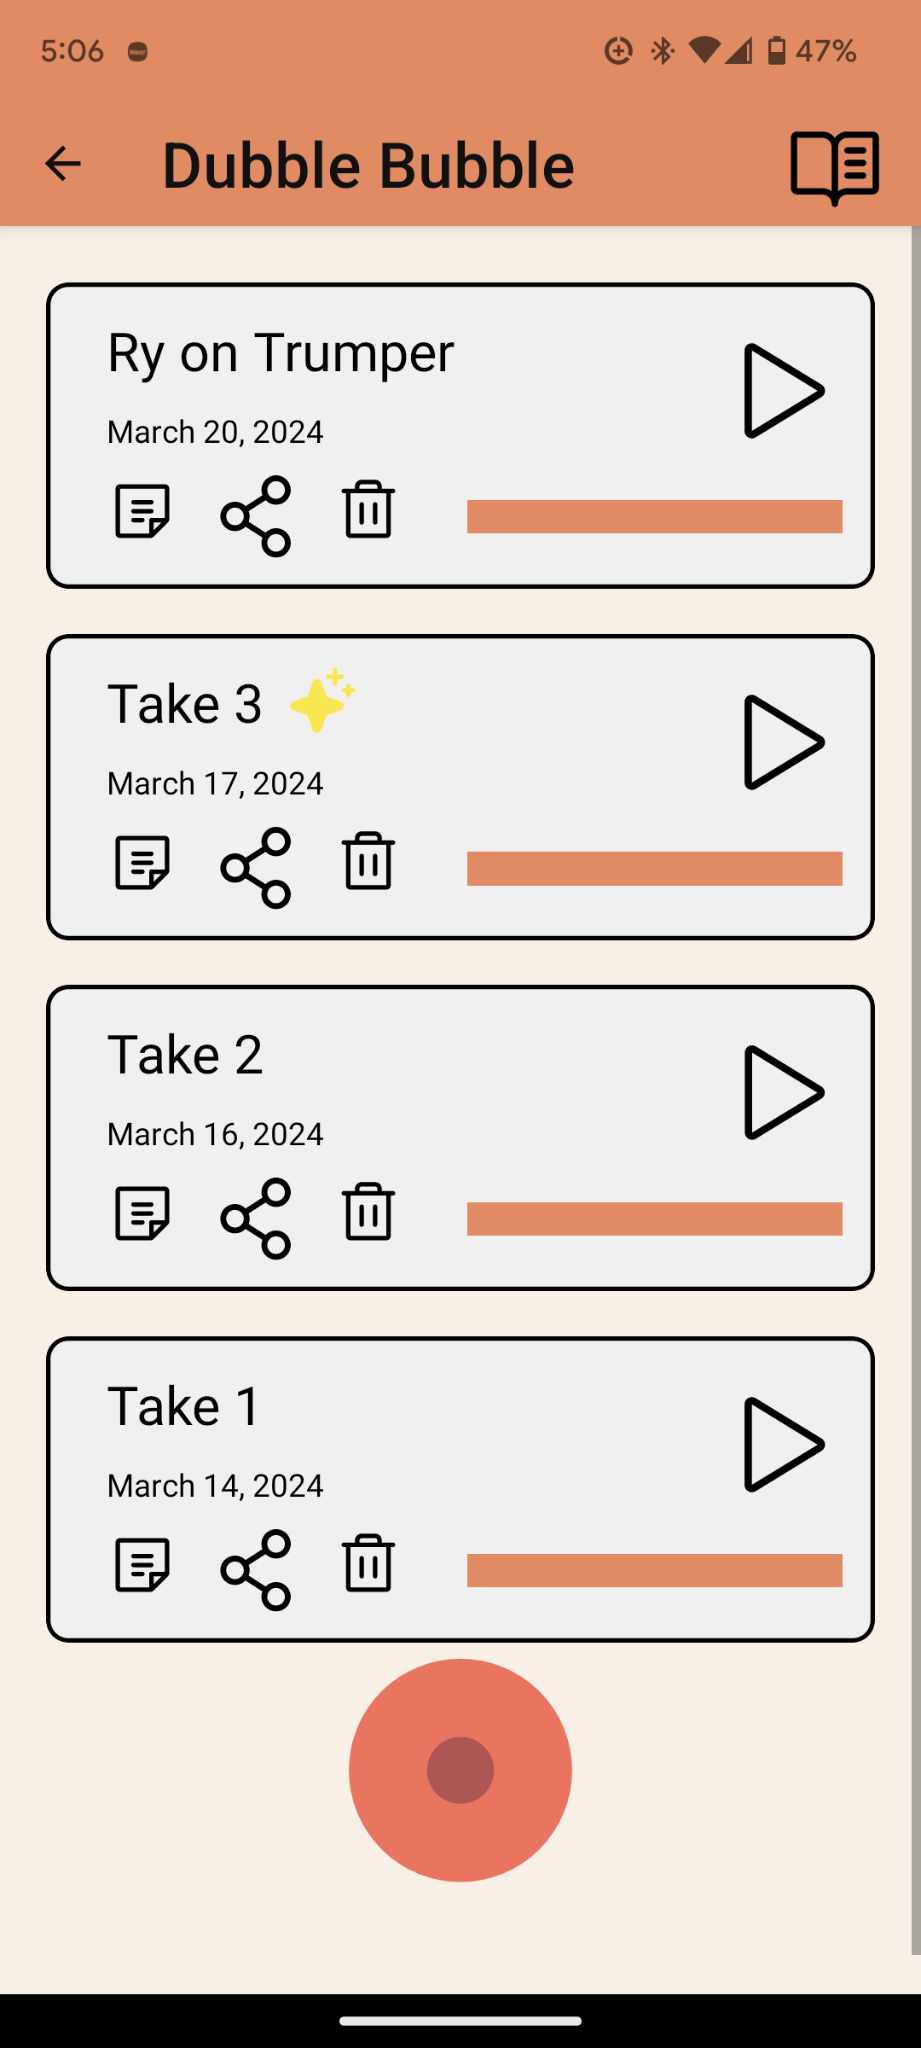 5:06
47%
Dubble Bubble
Ry on Trumper
March 20, 2024
Take 3
March 17, 2024
Take 2
March 16, 2024
Take 1
March 14, 2024